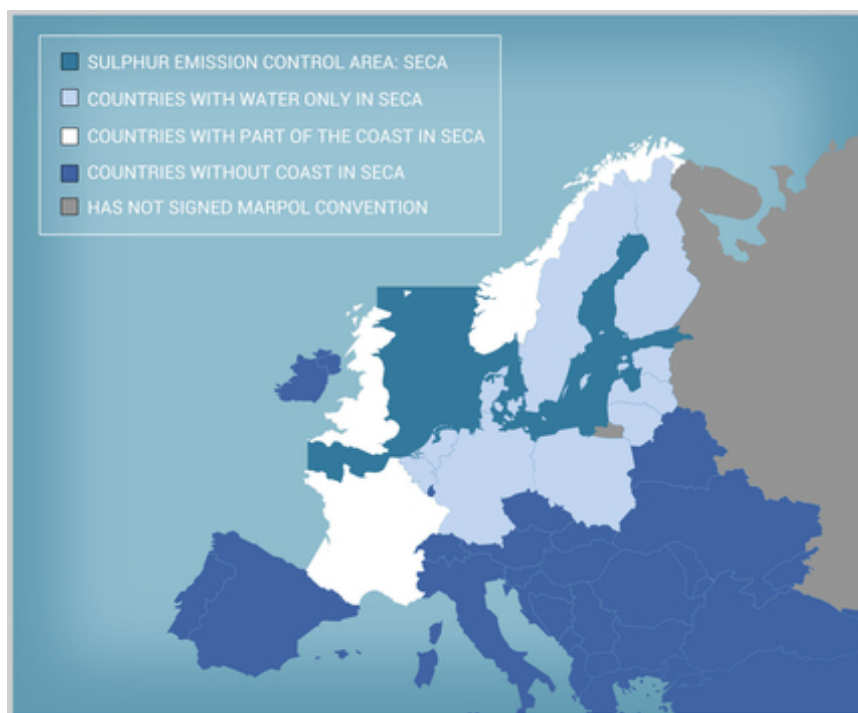 SULPHUR EMISSION CONTROL AREA: SECA
COUNTRIES WITH WATER ONLY IN SECA
COUNTRIES WITH PART OF THE COAST IN SECA
COUNTRIES WITHOUT COAST IN SECA
HAS NOT SIGNED MARPOL CONVENTION